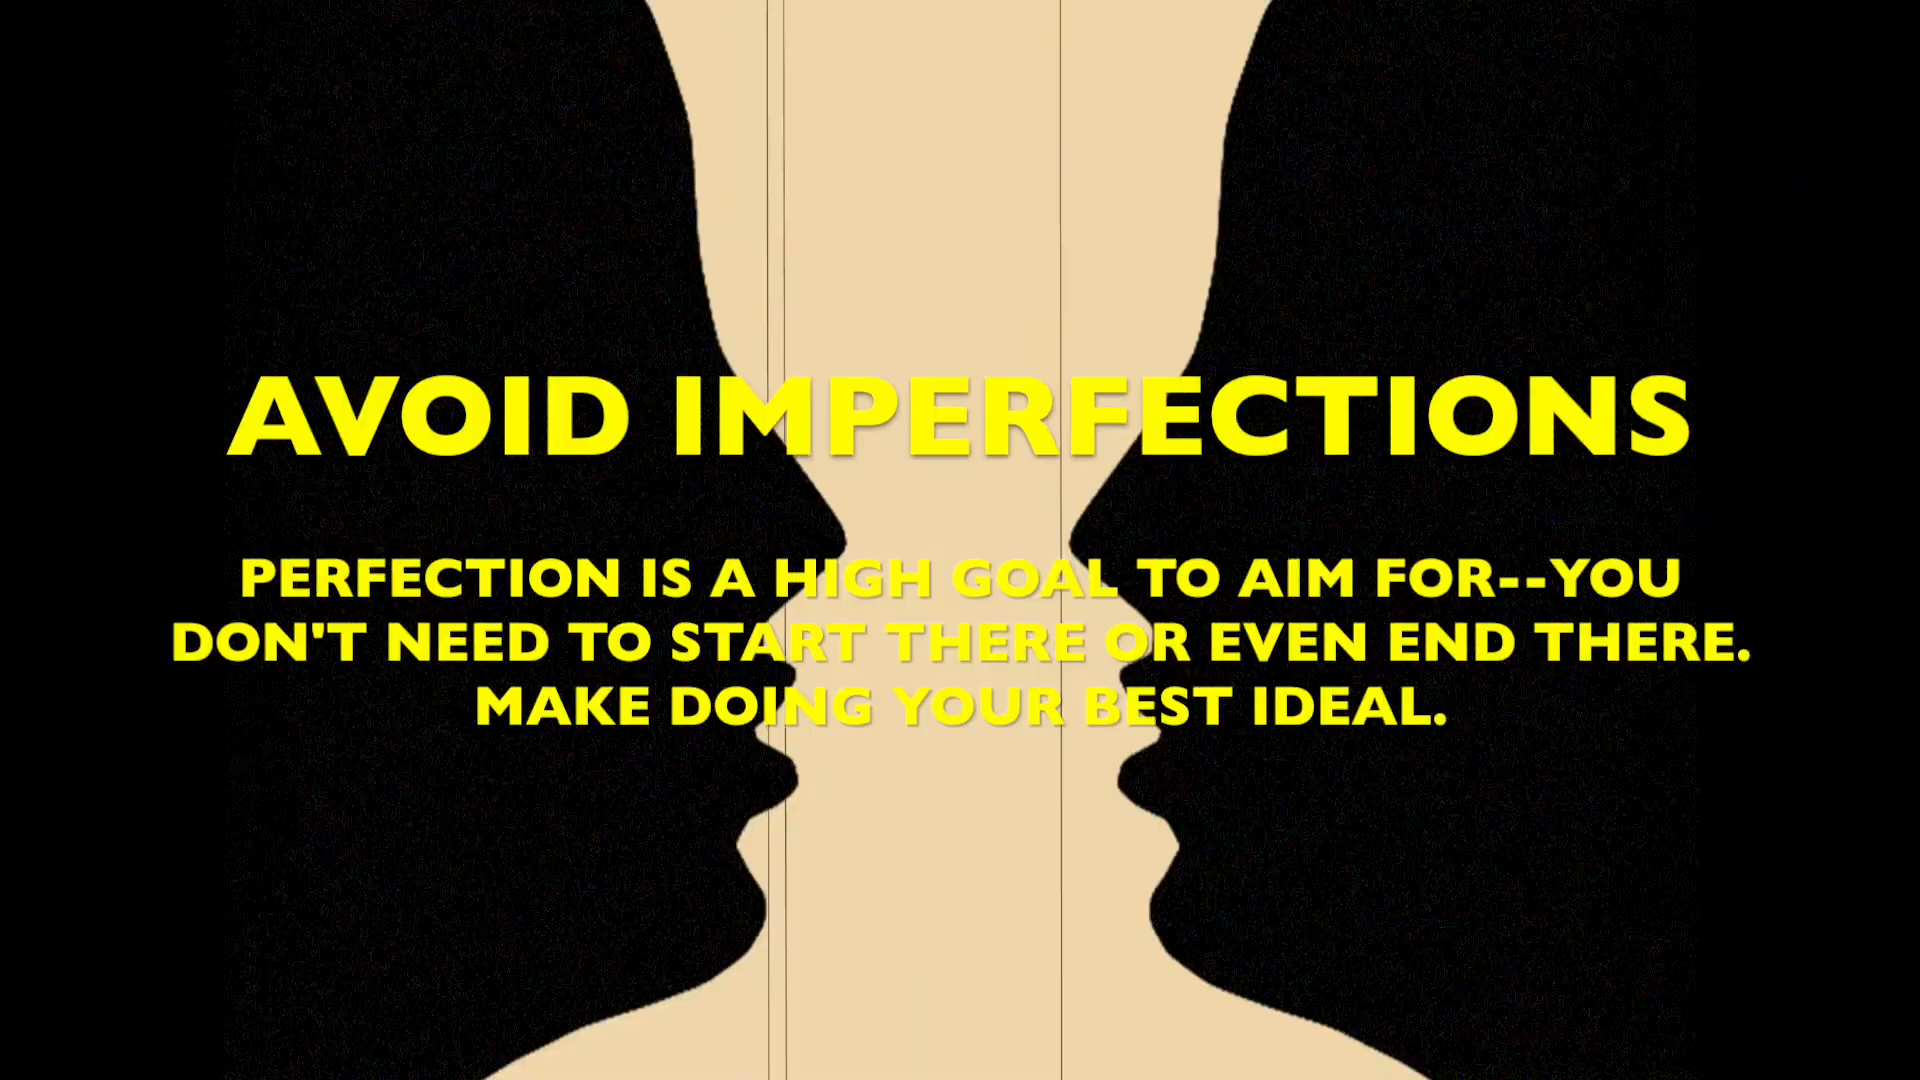 AVOID IMPERFECTIONS
PERFECTION IS A HIGH GOAL TO AIM FOR--YOU
DON'T NEED TO START THERE OR EVEN END THERE.
MAKE DOING YOUR BEST IDEAL.